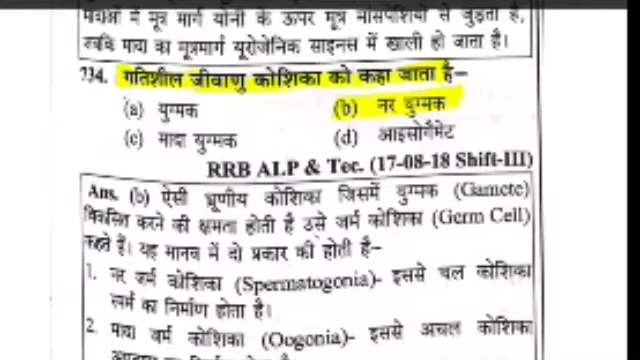 मादाओं में मूत्र मार्ग योनी के ऊपर मूत्र मांसपेशियों से जुड़ता है,
जबकि मादा का मूत्रमार्ग यूरोजेनिक साइनस में खाली हो जाता है।
734. गतिशील जीवाणु कोशिका को कहा जाता है–
(a) युग्मक (b) नर युग्मक
(c) मादा युग्मक (d) आइसोगैमेट
RRB ALP & Tec. (17-08-18 Shift-III)
Ans. (b) ऐसी भ्रूणीय कोशिका जिसमें युग्मक (Gamete)
विकसित करने की क्षमता होती है उसे जर्म कोशिका (Germ Cell)
कहते हैं। यह मानव में दो प्रकार की होती है–
1. नर जर्म कोशिका (Spermatogonia)- इससे चल कोशिका
स्पर्म का निर्माण होता है।
2. मादा जर्म कोशिका (Oogonia)- इससे अचल कोशिका